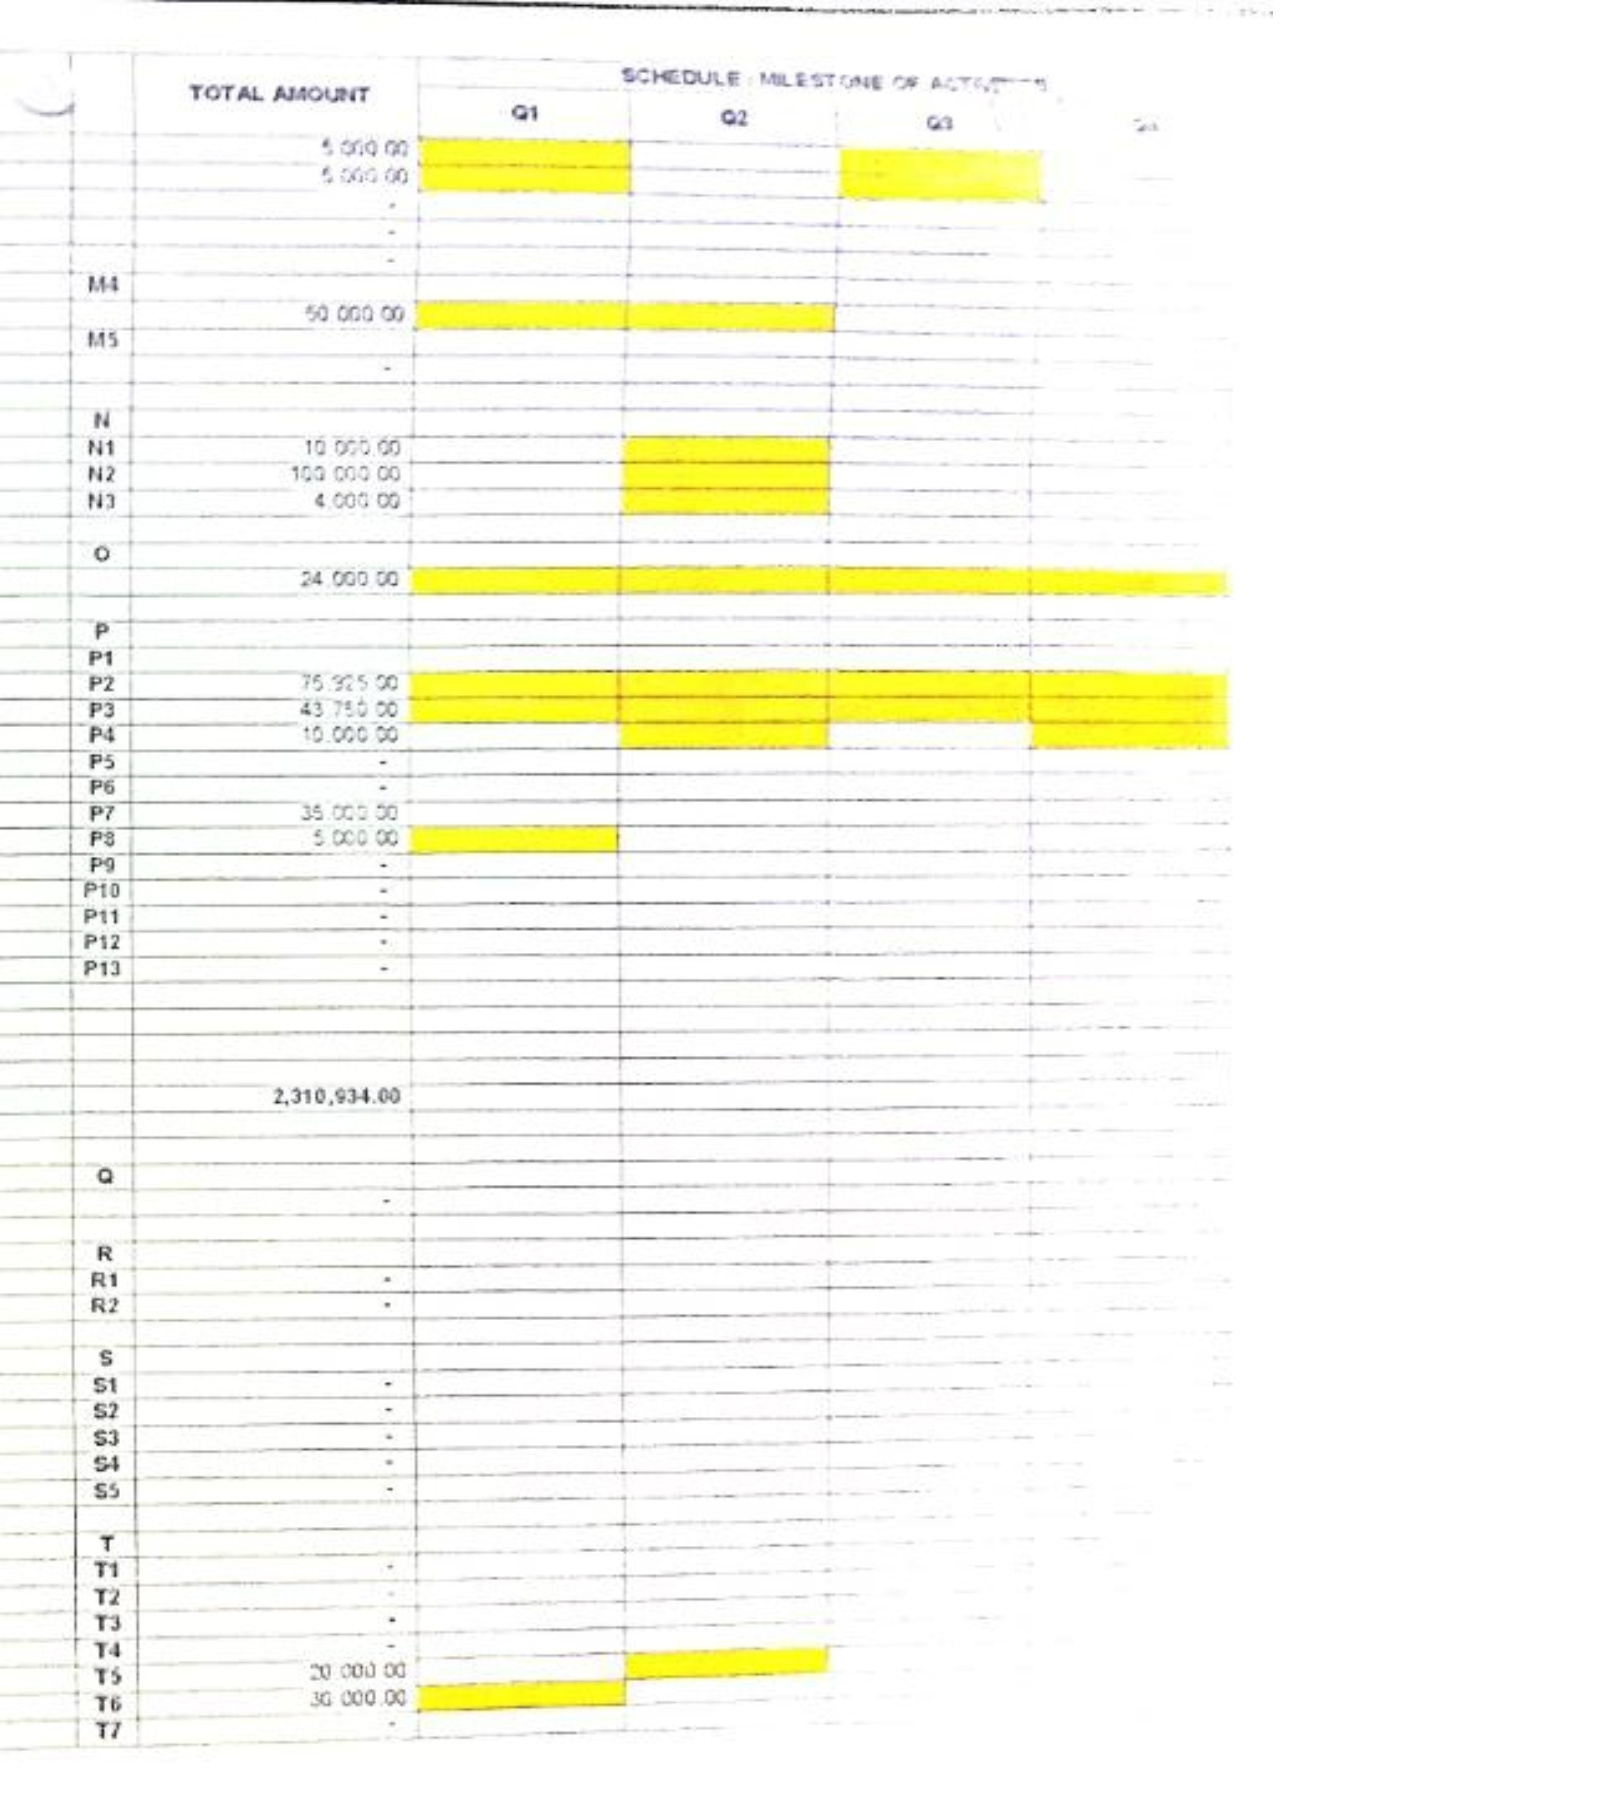 TOTAL AMOUNT
SCHEDULE MILESTONE OF
Q1 Q2 Q3
5 000 00
5 000 00
-
-
-
M4
50 000 00
M5
-
N
N1 10 000.00
N2 100 000 00
N3 4 000 00
O
24 000 00
P
P1
P2 75 925 00
P3 43 750 00
P4 10.000 00
P5 -
P6 -
P7 35 000 00
P8 5 000 00
P9 -
P10 -
P11 -
P12 -
P13 -
2,310,934.00
Q
-
R
R1 -
R2 -
S
S1 -
S2 -
S3 -
S4 -
S5 -
T
T1 -
T2 -
T3 -
T4 -
T5 20 000 00
T6 30 000.00
T7 -